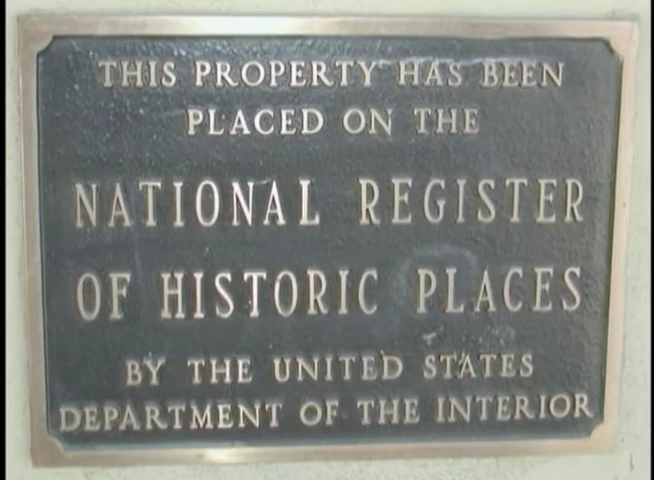 THIS PROPERTY HAS BEEN
PLACED ON THE
NATIONAL REGISTER
OF HISTORIC PLACES
BY THE UNITED STATES
DEPARTMENT OF THE INTERIOR